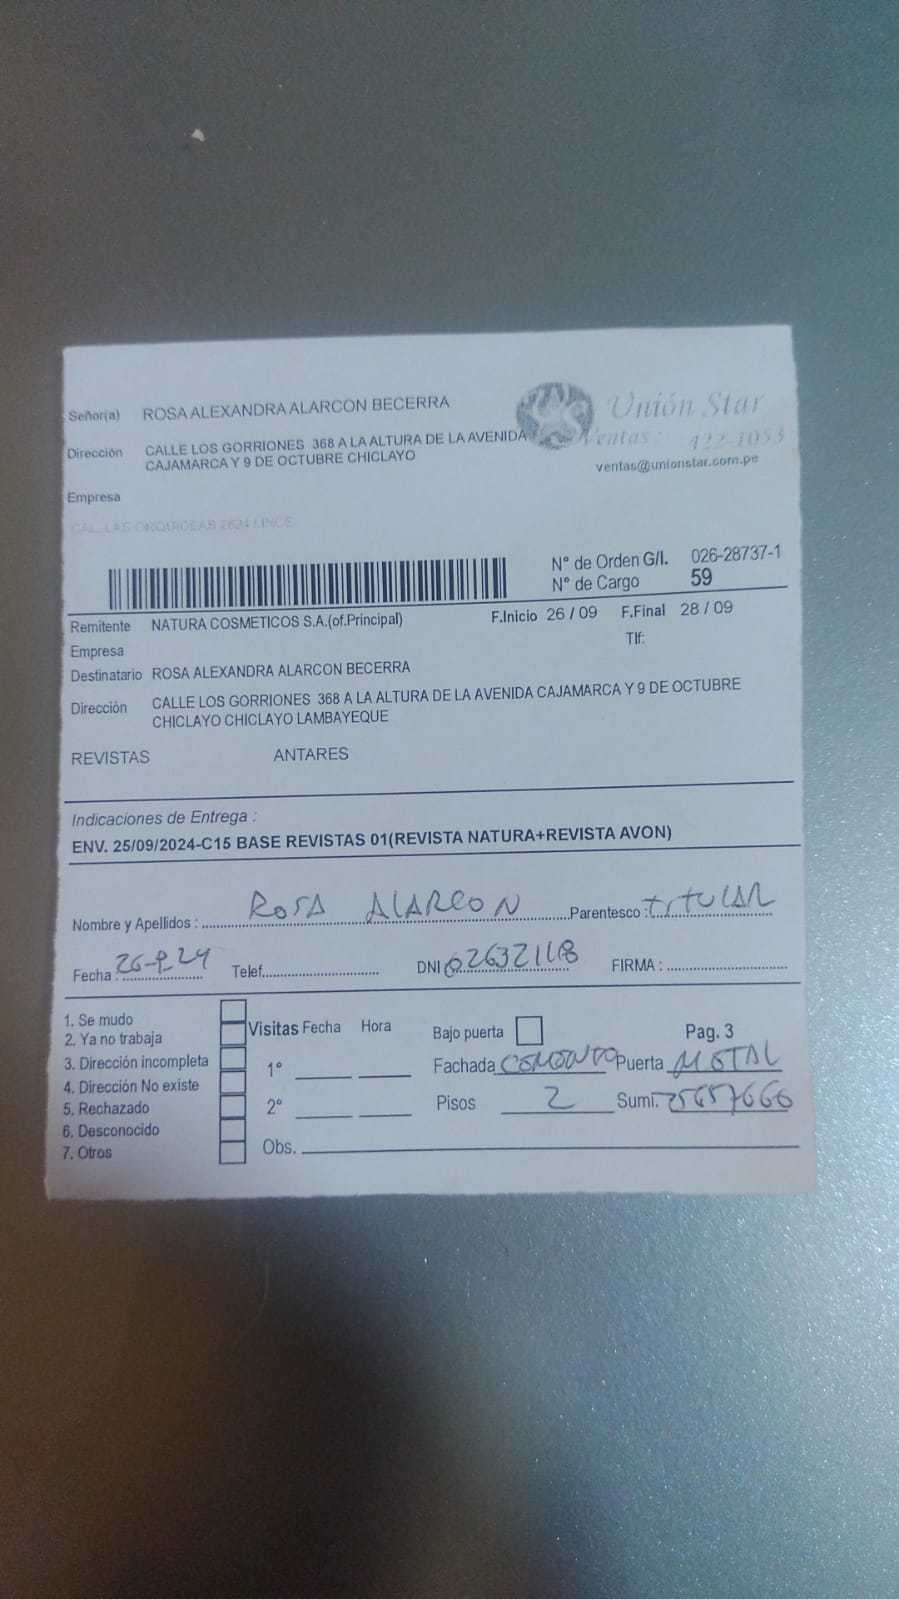 Señor(a) ROSA ALEXANDRA ALARCON BECERRA
Unión Star
Dirección CALLE LOS GORRIONES 368 A LA ALTURA DE LA AVENIDA
CAJAMARCA Y 9 DE OCTUBRE CHICLAYO
Ventas: 422-1053
ventas@unionstar.com.pe
Empresa
CAL. LAS ORQUIDEAS 2624 LINCE
N° de Orden G/I. 026-28737-1
N° de Cargo 59
Remitente NATURA COSMETICOS S.A.(of.Principal) F.Inicio 26 / 09 F.Final 28 / 09
Empresa Tlf:
Destinatario ROSA ALEXANDRA ALARCON BECERRA
Dirección CALLE LOS GORRIONES 368 A LA ALTURA DE LA AVENIDA CAJAMARCA Y 9 DE OCTUBRE
CHICLAYO CHICLAYO LAMBAYEQUE
REVISTAS ANTARES
Indicaciones de Entrega :
ENV. 25/09/2024-C15 BASE REVISTAS 01(REVISTA NATURA+REVISTA AVON)
Nombre y Apellidos : ROSA ALARCON Parentesco: TITULAR
Fecha : 26-9-24 Telef. DNI FIRMA :
1. Se mudo
2. Ya no trabaja
3. Dirección incompleta
4. Dirección No existe
5. Rechazado
6. Desconocido
7. Otros
Visitas Fecha Hora
1°
2°
Obs.
Bajo puerta Pag. 3
Fachada Puerta METAL
Pisos 2 Sumi. 25657666